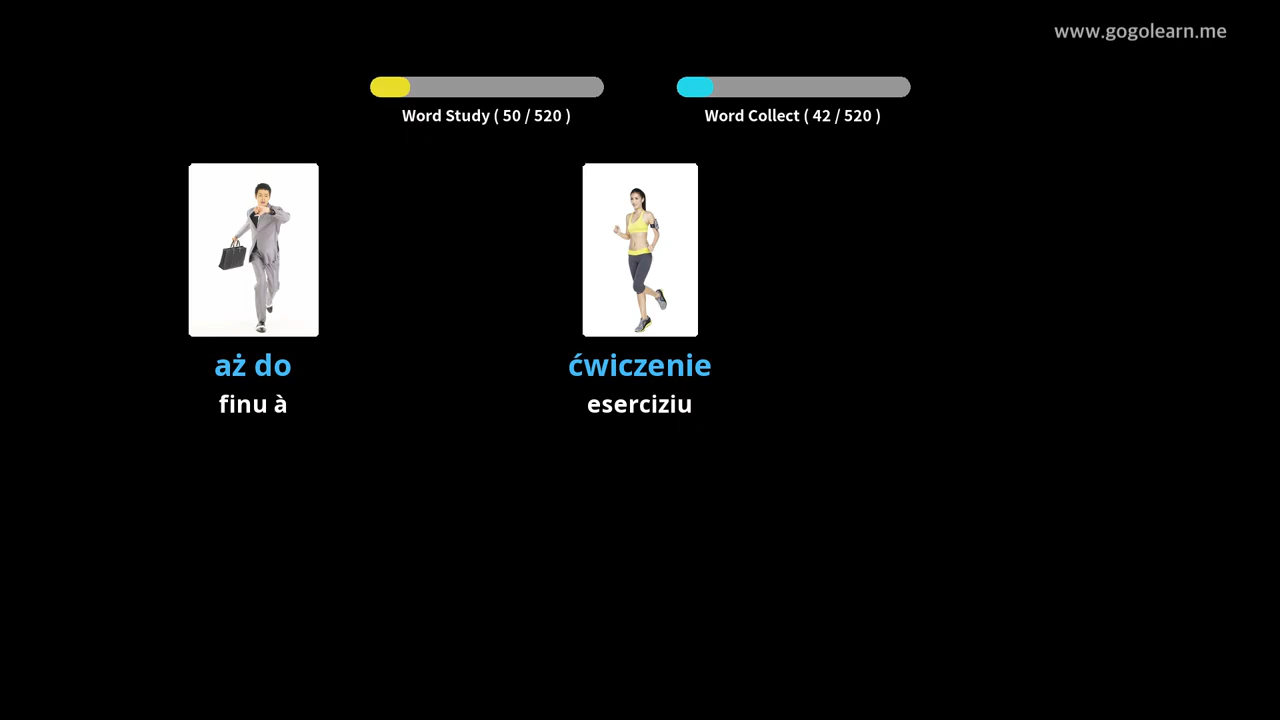 www.gogolearn.me
Word Study ( 50 / 520 )
Word Collect ( 42 / 520 )
aż do
finu à
ćwiczenie
eserciziu